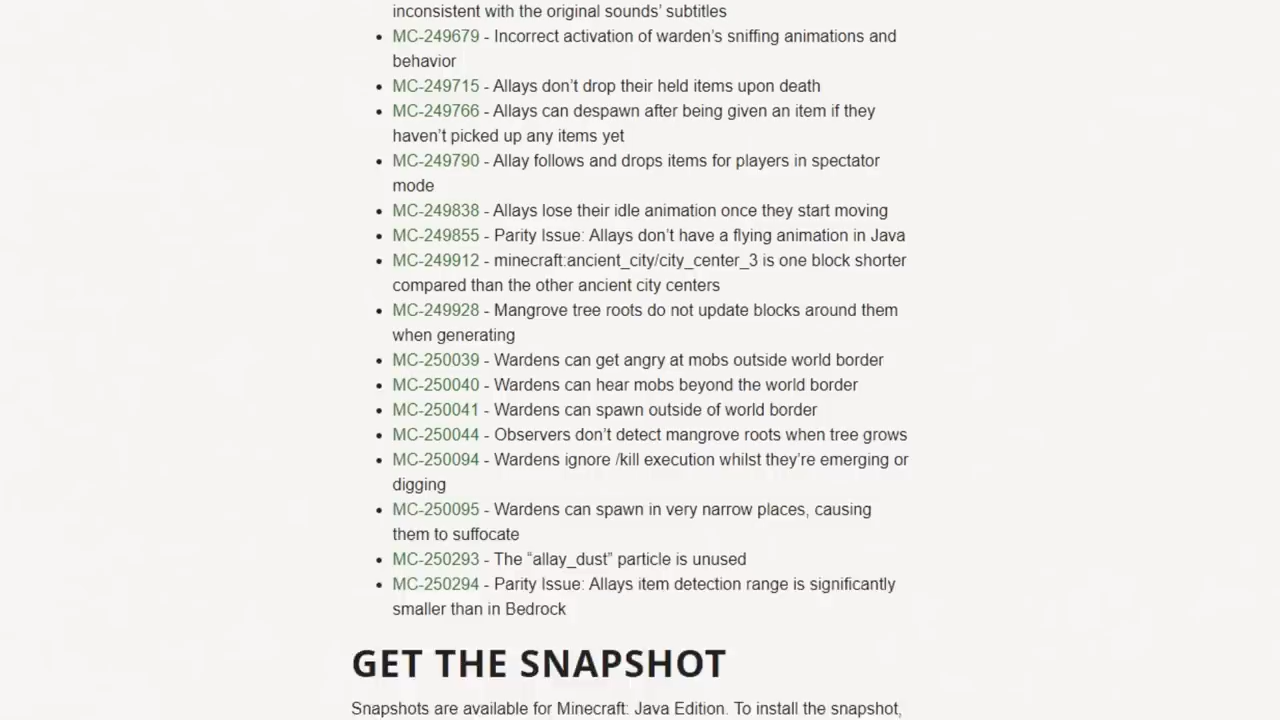 inconsistent with the original sounds’ subtitles
MC-249679 - Incorrect activation of warden’s sniffing animations and
behavior
MC-249715 - Allays don’t drop their held items upon death
MC-249766 - Allays can despawn after being given an item if they
haven’t picked up any items yet
MC-249790 - Allay follows and drops items for players in spectator
mode
MC-249838 - Allays lose their idle animation once they start moving
MC-249855 - Parity Issue: Allays don’t have a flying animation in Java
MC-249912 - minecraft:ancient_city/city_center_3 is one block shorter
compared than the other ancient city centers
MC-249928 - Mangrove tree roots do not update blocks around them
when generating
MC-250039 - Wardens can get angry at mobs outside world border
MC-250040 - Wardens can hear mobs beyond the world border
MC-250041 - Wardens can spawn outside of world border
MC-250044 - Observers don’t detect mangrove roots when tree grows
MC-250094 - Wardens ignore /kill execution whilst they’re emerging or
digging
MC-250095 - Wardens can spawn in very narrow places, causing
them to suffocate
MC-250293 - The “allay_dust” particle is unused
MC-250294 - Parity Issue: Allays item detection range is significantly
smaller than in Bedrock
GET THE SNAPSHOT
Snapshots are available for Minecraft: Java Edition. To install the snapshot,